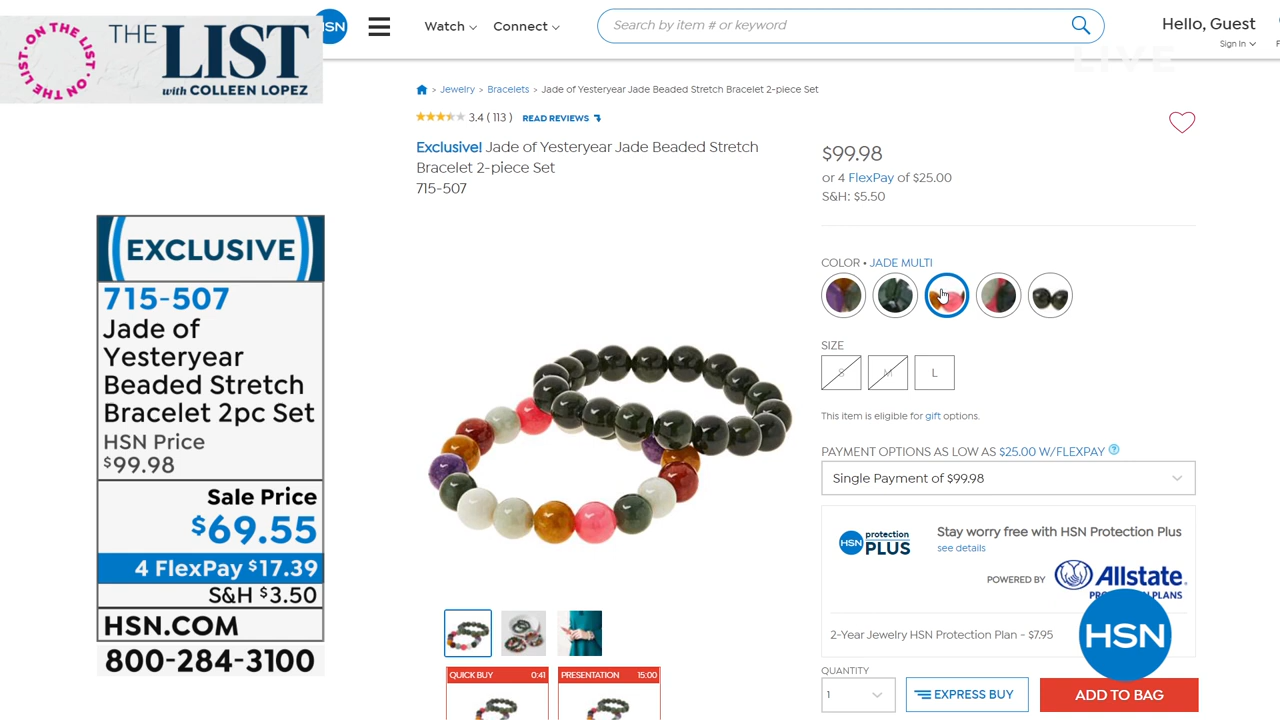 ON THE LIST • ON THE LIST •
THE LIST
with COLLEEN LOPEZ
HSN
Watch
Connect
Search by item # or keyword
Hello, Guest
Sign In
LIVE
> Jewelry > Bracelets > Jade of Yesteryear Jade Beaded Stretch Bracelet 2-piece Set
3.4 ( 113 ) READ REVIEWS
Exclusive! Jade of Yesteryear Jade Beaded Stretch
Bracelet 2-piece Set
715-507
$99.98
or 4 FlexPay of $25.00
S&H: $5.50
COLOR • JADE MULTI
SIZE
S M L
This item is eligible for gift options.
PAYMENT OPTIONS AS LOW AS $25.00 W/FLEXPAY ?
Single Payment of $99.98
HSN protection PLUS
Stay worry free with HSN Protection Plus
see details
POWERED BY Allstate
PLANS
2-Year Jewelry HSN Protection Plan - $7.95
HSN
QUANTITY
1
EXPRESS BUY
ADD TO BAG
QUICK BUY 0:41
PRESENTATION 15:00
EXCLUSIVE
715-507
Jade of
Yesteryear
Beaded Stretch
Bracelet 2pc Set
HSN Price
$99.98
Sale Price
$69.55
4 FlexPay $17.39
S&H $3.50
HSN.COM
800-284-3100